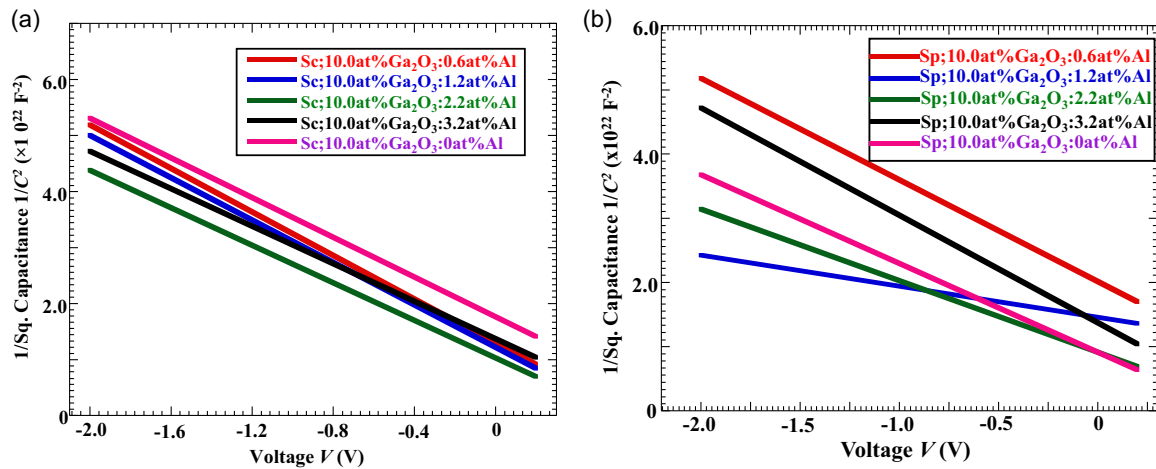 (a)
1/Sq. Capacitance 1/C² (×1 0²² F⁻²)
6.0
4.0
2.0
0
Sc;10.0at%Ga₂O₃:0.6at%Al
Sc;10.0at%Ga₂O₃:1.2at%Al
Sc;10.0at%Ga₂O₃:2.2at%Al
Sc;10.0at%Ga₂O₃:3.2at%Al
Sc;10.0at%Ga₂O₃:0at%Al
-2.0 -1.6 -1.2 -0.8 -0.4 0
Voltage V (V)
(b)
1/Sq. Capacitance 1/C² (x10²² F⁻²)
6.0
4.0
2.0
0
Sp;10.0at%Ga₂O₃:0.6at%Al
Sp;10.0at%Ga₂O₃:1.2at%Al
Sp;10.0at%Ga₂O₃:2.2at%Al
Sp;10.0at%Ga₂O₃:3.2at%Al
Sp;10.0at%Ga₂O₃:0at%Al
-2.0 -1.5 -1.0 -0.5 0
Voltage V (V)